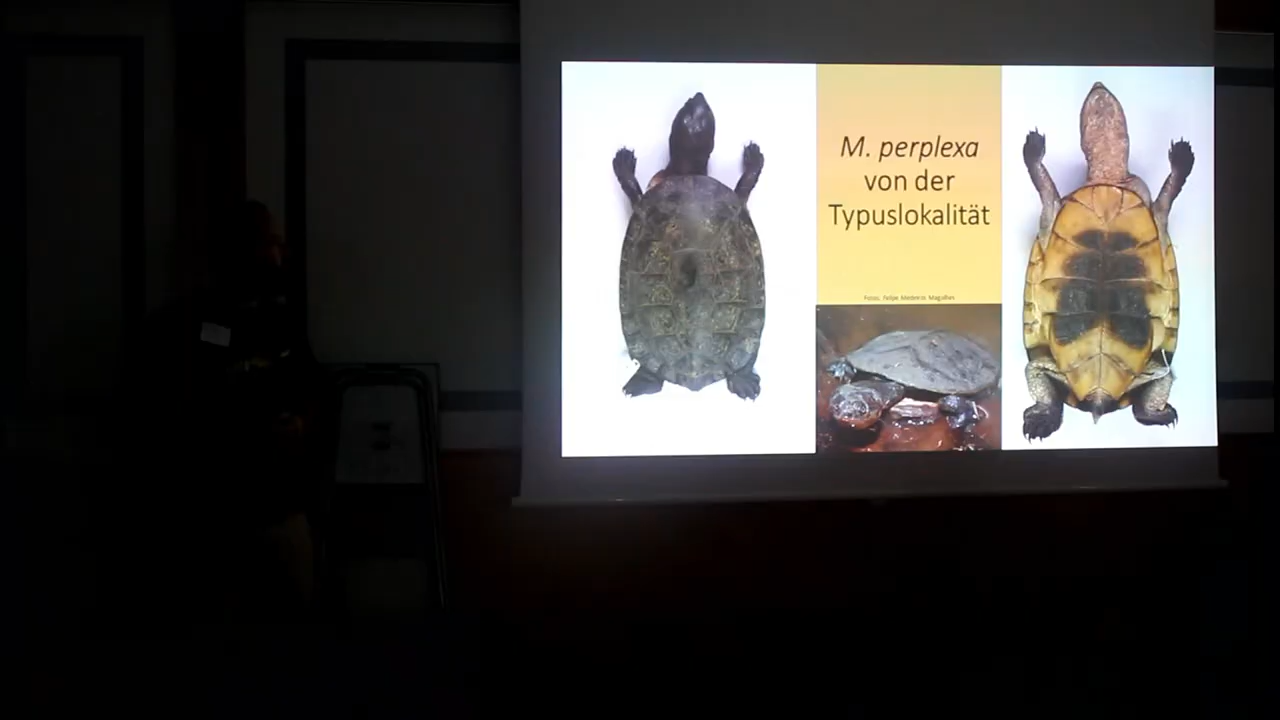 M. perplexa
von der
Typuslokalität
Fotos. Felipe Medeiros Magalhes